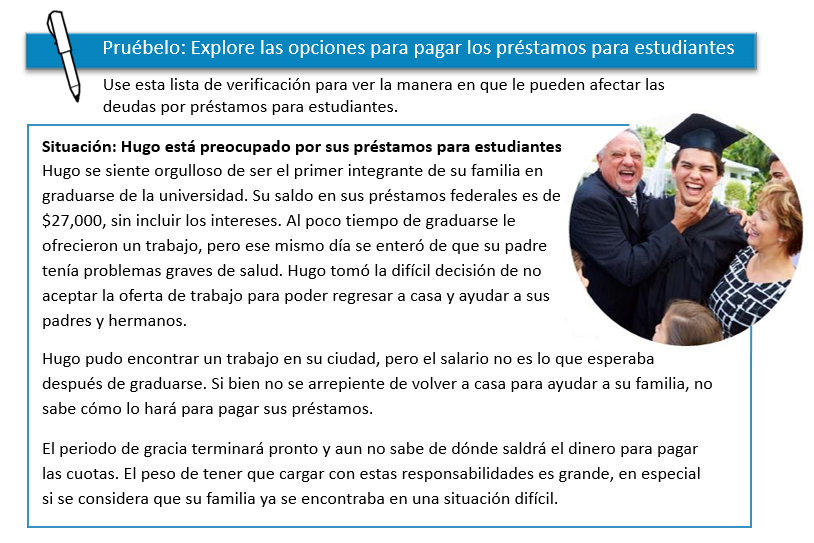 Pruébelo: Explore las opciones para pagar los préstamos para estudiantes
Use esta lista de verificación para ver la manera en que le pueden afectar las
deudas por préstamos para estudiantes.
Situación: Hugo está preocupado por sus préstamos para estudiantes
Hugo se siente orgulloso de ser el primer integrante de su familia en
graduarse de la universidad. Su saldo en sus préstamos federales es de
$27,000, sin incluir los intereses. Al poco tiempo de graduarse le
ofrecieron un trabajo, pero ese mismo día se enteró de que su padre
tenía problemas graves de salud. Hugo tomó la difícil decisión de no
aceptar la oferta de trabajo para poder regresar a casa y ayudar a sus
padres y hermanos.
Hugo pudo encontrar un trabajo en su ciudad, pero el salario no es lo que esperaba
después de graduarse. Si bien no se arrepiente de volver a casa para ayudar a su familia, no
sabe cómo lo hará para pagar sus préstamos.
El periodo de gracia terminará pronto y aun no sabe de dónde saldrá el dinero para pagar
las cuotas. El peso de tener que cargar con estas responsabilidades es grande, en especial
si se considera que su familia ya se encontraba en una situación difícil.